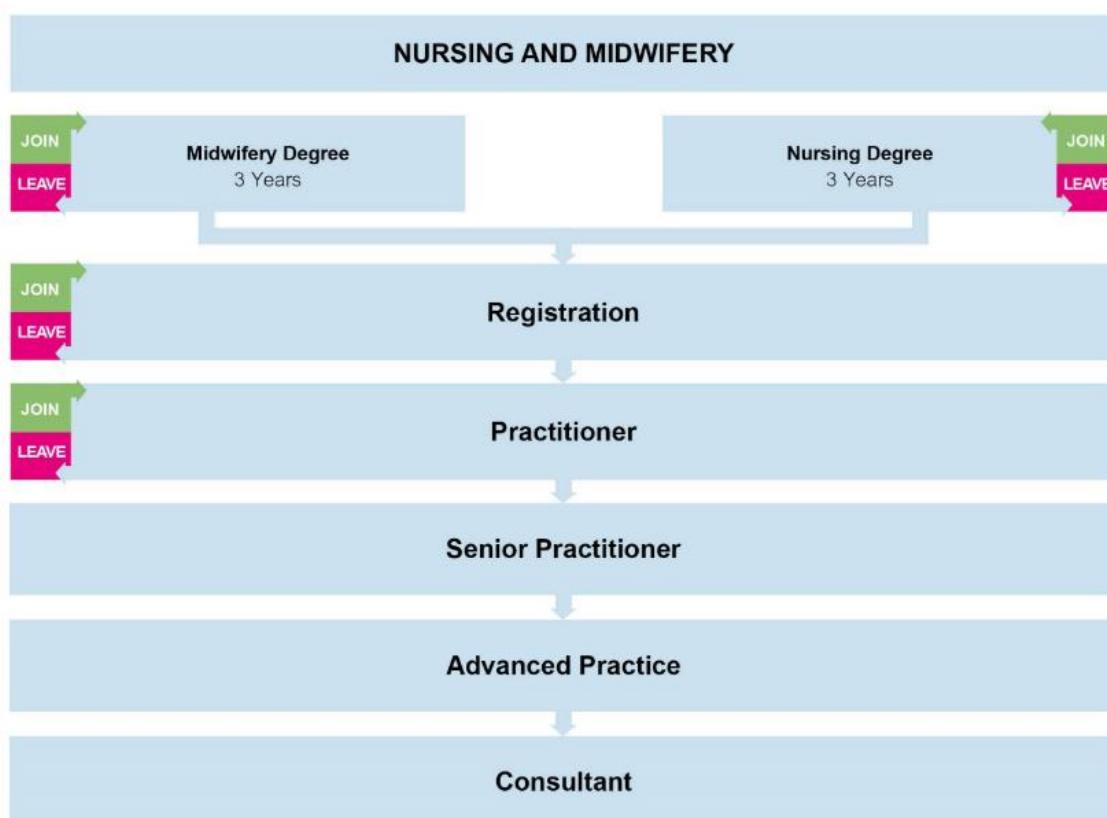 NURSING AND MIDWIFERY
JOIN
LEAVE
Midwifery Degree
3 Years
Nursing Degree
3 Years
JOIN
LEAVE
JOIN
LEAVE
Registration
JOIN
LEAVE
Practitioner
Senior Practitioner
Advanced Practice
Consultant